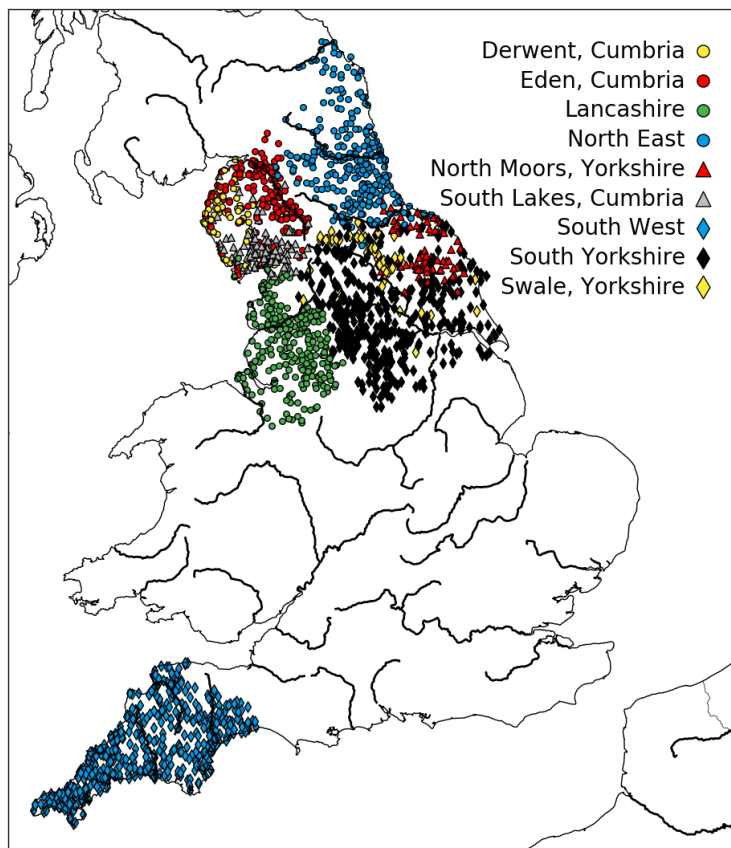 Derwent, Cumbria
Eden, Cumbria
Lancashire
North East
North Moors, Yorkshire
South Lakes, Cumbria
South West
South Yorkshire
Swale, Yorkshire